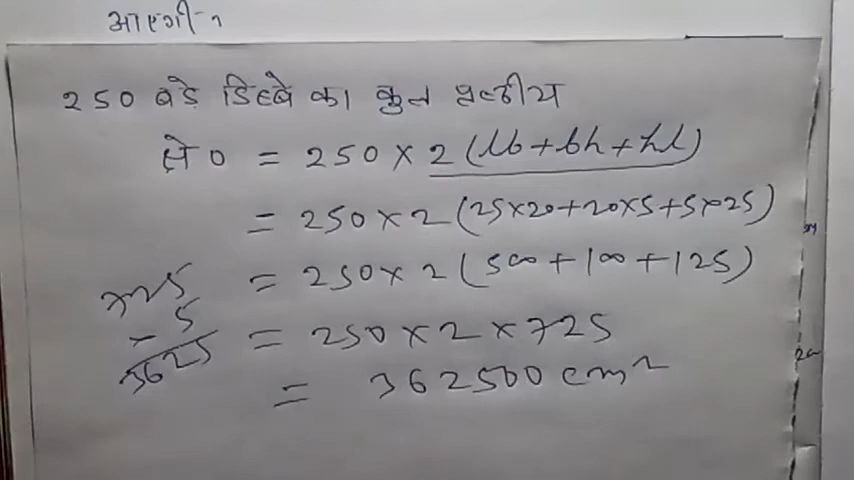 250 बड़े डिब्बे का कुल पृष्ठीय
क्षे० = 250 × 2 (lb + bh + hl)
= 250 × 2 (25×20 + 20×5 + 5×25)
= 250 × 2 (500 + 100 + 125)
= 250 × 2 × 725
= 362500 cm²
725
5
3625